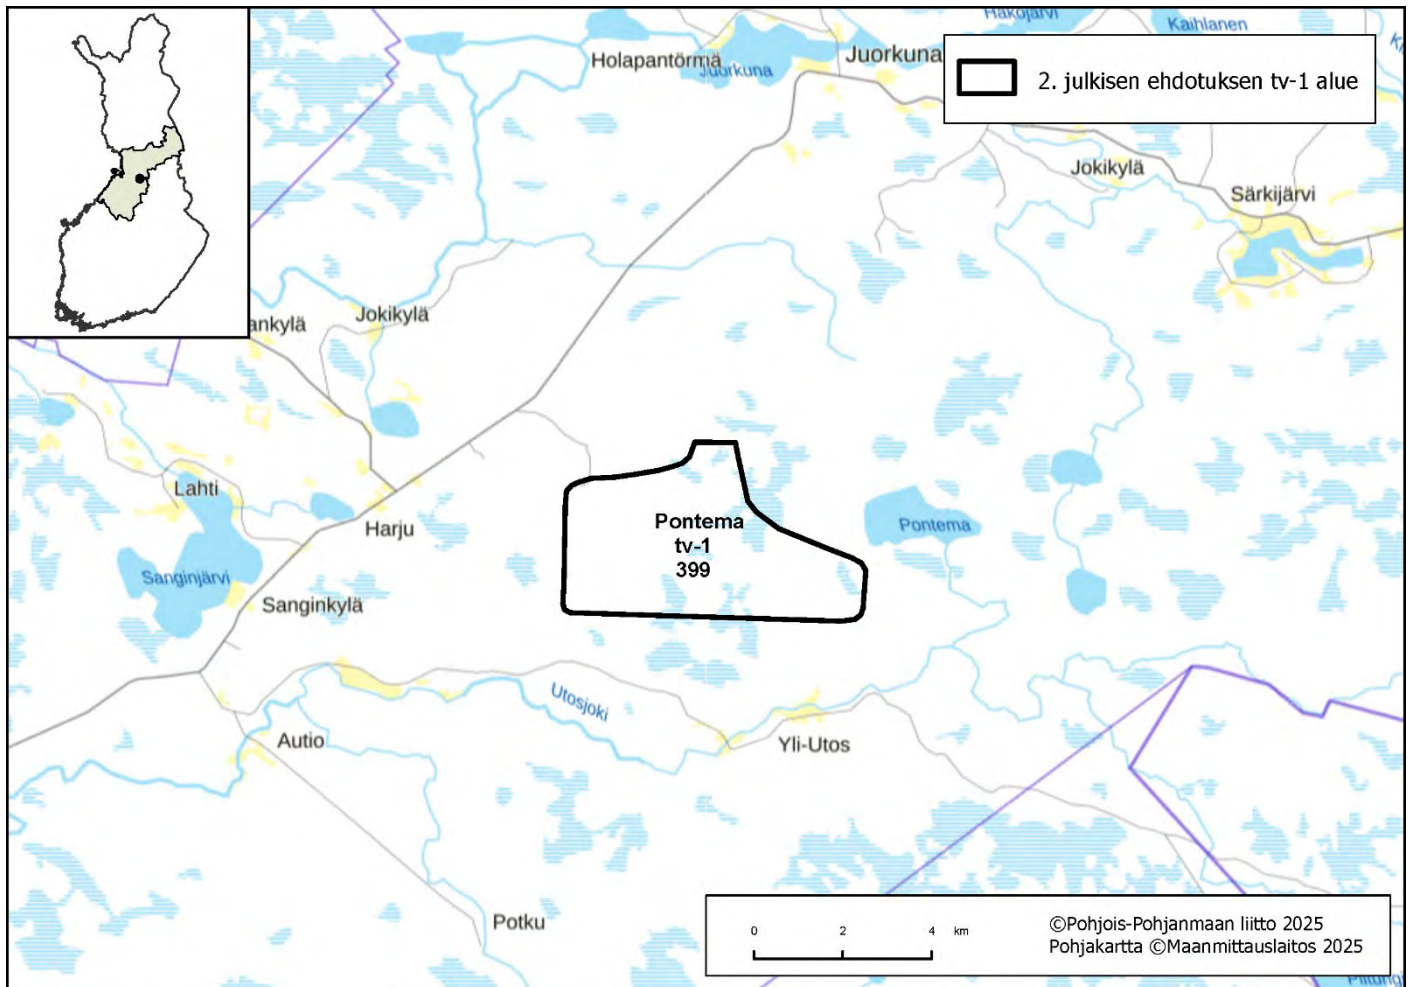 Hakojärvi
Kaihlanen
Holapantörmä
Juorkuna
Juorkuna
2. julkisen ehdotuksen tv-1 alue
Jokikylä
Särkijärvi
ankylä
Jokikylä
Lahti
Harju
Pontema
tv-1
399
Pontema
Sanginjärvi
Sanginkylä
Utosjoki
Autio
Yli-Utos
Potku
0 2 4 km
©Pohjois-Pohjanmaan liitto 2025
Pohjakartta ©Maanmittauslaitos 2025